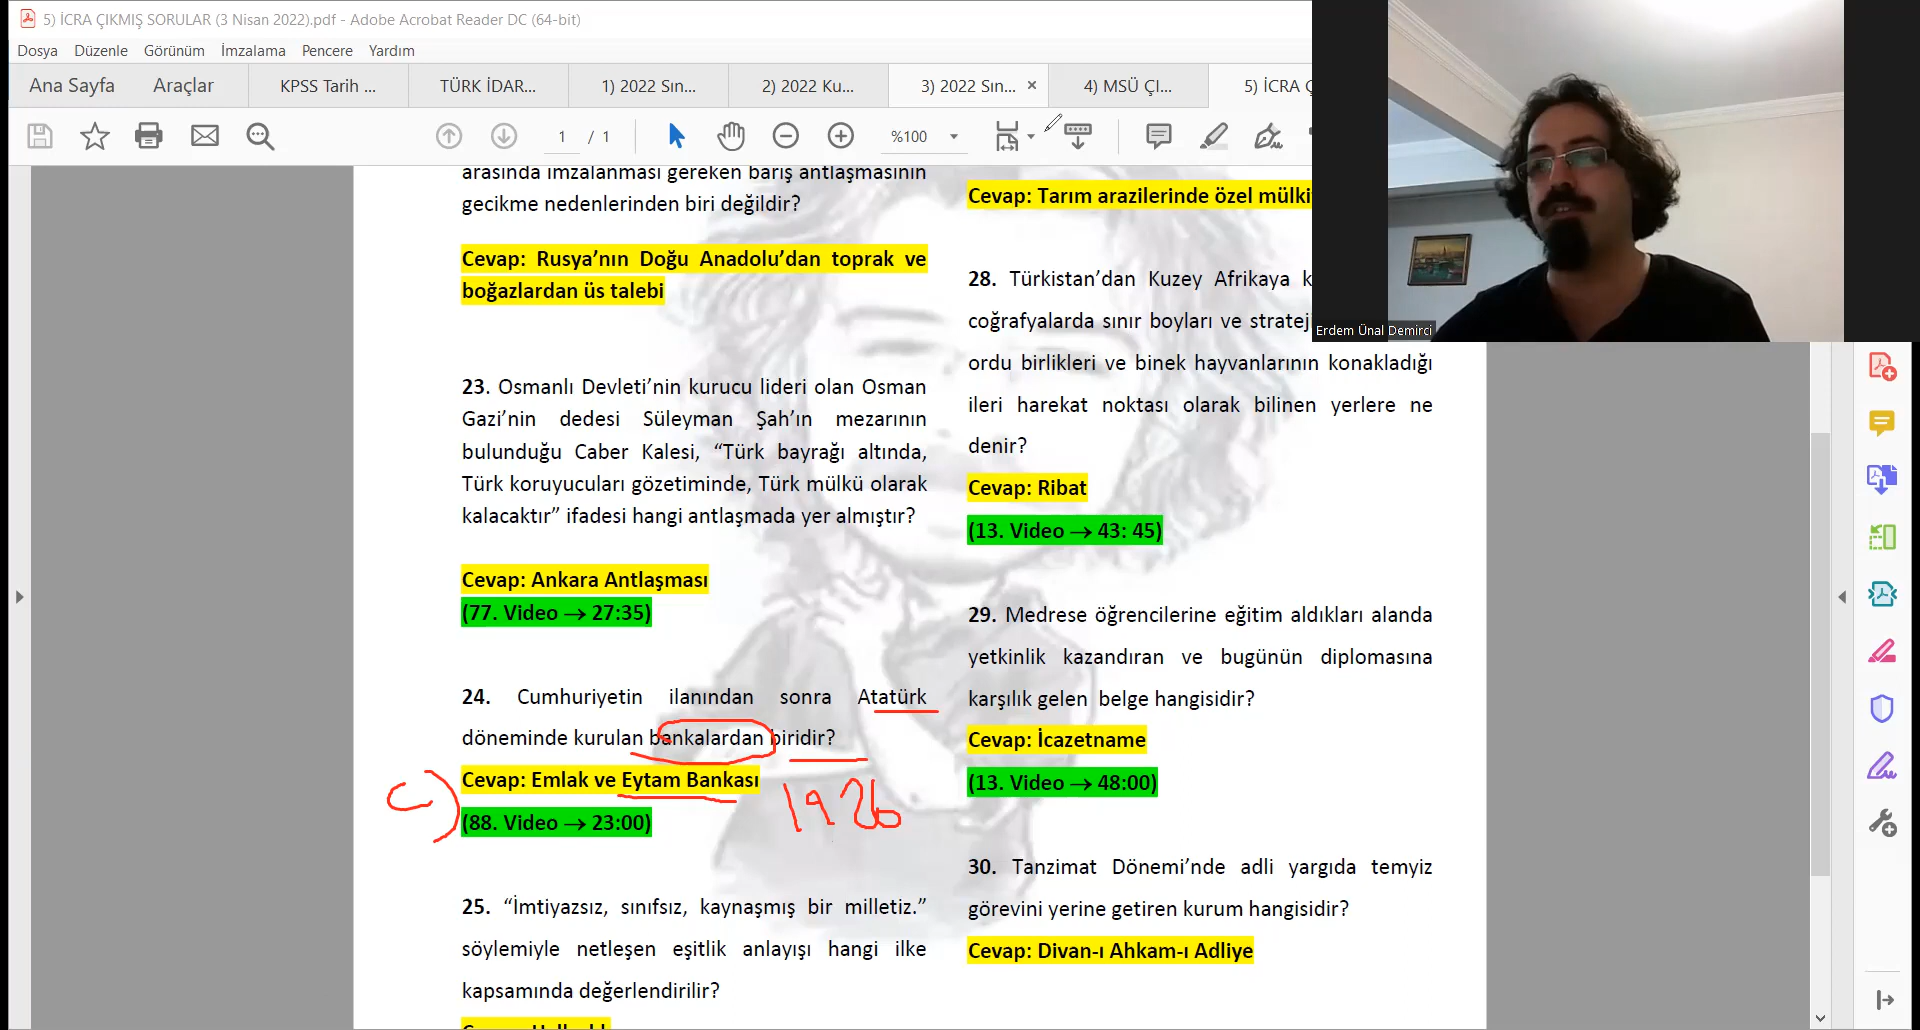 5) İCRA ÇIKMIŞ SORULAR (3 Nisan 2022).pdf - Adobe Acrobat Reader DC (64-bit)
Dosya Düzenle Görünüm İmzalama Pencere Yardım
Ana Sayfa Araçlar KPSS Tarih ... TÜRK İDAR... 1) 2022 Sın... 2) 2022 Ku... 3) 2022 Sın... × 4) MSÜ ÇI... 5) İCRA Ç
1 / 1 %100
arasında imzalanması gereken barış antlaşmasının
gecikme nedenlerinden biri değildir?
Cevap: Rusya’nın Doğu Anadolu’dan toprak ve
boğazlardan üs talebi
23. Osmanlı Devleti’nin kurucu lideri olan Osman
Gazi’nin dedesi Süleyman Şah’ın mezarının
bulunduğu Caber Kalesi, “Türk bayrağı altında,
Türk koruyucuları gözetiminde, Türk mülkü olarak
kalacaktır” ifadesi hangi antlaşmada yer almıştır?
Cevap: Ankara Antlaşması
(77. Video → 27:35)
24. Cumhuriyetin ilanından sonra Atatürk
döneminde kurulan bankalardan biridir?
Cevap: Emlak ve Eytam Bankası
(88. Video → 23:00)
1926
25. “İmtiyazsız, sınıfsız, kaynaşmış bir milletiz.”
söylemiyle netleşen eşitlik anlayışı hangi ilke
kapsamında değerlendirilir?
Cevap: Tarım arazilerinde özel
28. Türkistan’dan Kuzey Afrikaya
coğrafyalarda sınır boyları ve
ordu birlikleri ve binek hayvanlarının konakladığı
ileri harekat noktası olarak bilinen yerlere ne
denir?
Cevap: Ribat
(13. Video → 43: 45)
29. Medrese öğrencilerine eğitim aldıkları alanda
yetkinlik kazandıran ve bugünün diplomasına
karşılık gelen belge hangisidir?
Cevap: İcazetname
(13. Video → 48:00)
30. Tanzimat Dönemi’nde adli yargıda temyiz
görevini yerine getiren kurum hangisidir?
Cevap: Divan-ı Ahkam-ı Adliye
Erdem Ünal Demirci